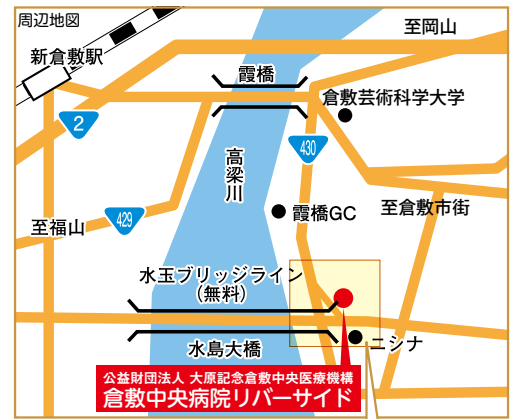 周辺地図
至岡山
新倉敷駅
霞橋
倉敷芸術科学大学
2
430
高梁川
霞橋GC
至倉敷市街
429
至福山
水玉ブリッジライン
(無料)
ニシナ
水島大橋
公益財団法人 大原記念倉敷中央医療機構
倉敷中央病院リバーサイド